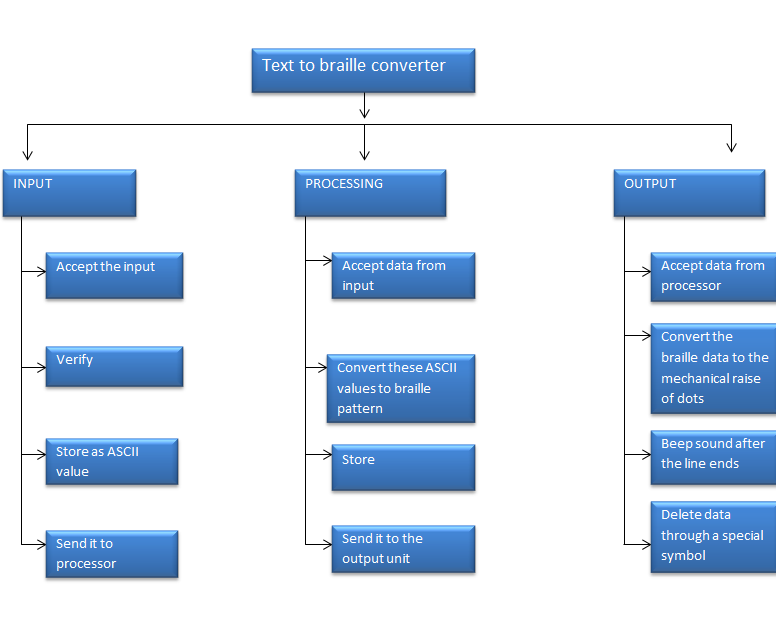 Text to braille converter
INPUT
PROCESSING
OUTPUT
Accept the input
Verify
Store as ASCII
value
Send it to
processor
Accept data from
input
Convert these ASCII
values to braille
pattern
Store
Send it to the
output unit
Accept data from
processor
Convert the
braille data to the
mechanical raise
of dots
Beep sound after
the line ends
Delete data
through a special
symbol